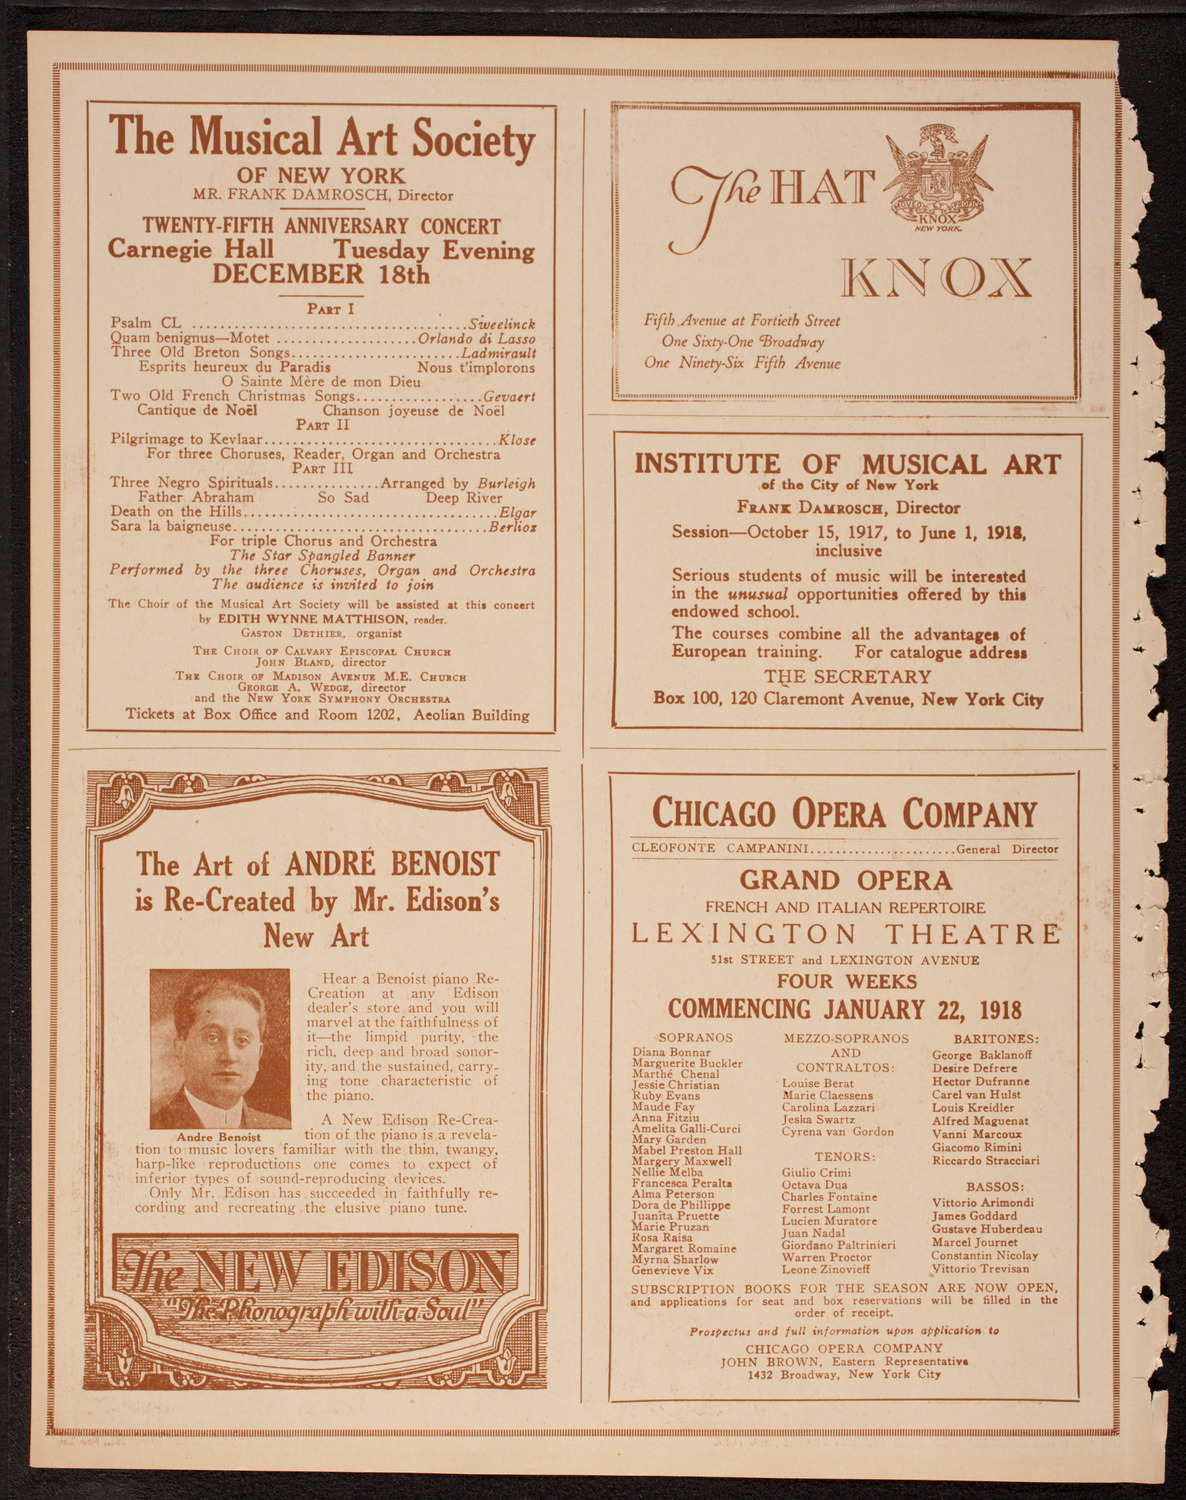 The Musical Art Society
OF NEW YORK
MR. FRANK DAMROSCH, Director
TWENTY-FIFTH ANNIVERSARY CONCERT
Carnegie Hall Tuesday Evening
DECEMBER 18th
PART I
Psalm CL ....................................Sweelinck
Quam benignus—Motet ...................Orlando di Lasso
Three Old Breton Songs......................Ladmirault
Esprits heureux du Paradis Nous t'implorons
O Sainte Mère de mon Dieu
Two Old French Christmas Songs.................Gevaert
Cantique de Noël Chanson joyeuse de Noël
PART II
Pilgrimage to Kevlaar..............................Klose
For three Choruses, Reader, Organ and Orchestra
PART III
Three Negro Spirituals..............Arranged by Burleigh
Father Abraham So Sad Deep River
Death on the Hills.................................Elgar
Sara la baigneuse.................................Berlioz
For triple Chorus and Orchestra
The Star Spangled Banner
Performed by the three Choruses, Organ and Orchestra
The audience is invited to join
The Choir of the Musical Art Society will be assisted at this concert
by EDITH WYNNE MATTHISON, reader.
GASTON DETHIER, organist
THE CHOIR OF CALVARY EPISCOPAL CHURCH
JOHN BLAND, director
THE CHOIR OF MADISON AVENUE M.E. CHURCH
GEORGE A. WEDGE, director
and the NEW YORK SYMPHONY ORCHESTRA
Tickets at Box Office and Room 1202, Aeolian Building
The HAT
KNOX
NEW YORK.
KNOX
Fifth Avenue at Fortieth Street
One Sixty-One Broadway
One Ninety-Six Fifth Avenue
INSTITUTE OF MUSICAL ART
of the City of New York
FRANK DAMROSCH, Director
Session—October 15, 1917, to June 1, 1918,
inclusive
Serious students of music will be interested
in the unusual opportunities offered by this
endowed school.
The courses combine all the advantages of
European training. For catalogue address
THE SECRETARY
Box 100, 120 Claremont Avenue, New York City
The Art of ANDRÉ BENOIST
is Re-Created by Mr. Edison's
New Art
Hear a Benoist piano Re-
Creation at any Edison
dealer's store and you will
marvel at the faithfulness of
it—the limpid purity, the
rich, deep and broad sonor-
ity, and the sustained, carry-
ing tone characteristic of
the piano.
A New Edison Re-Crea-
Andre Benoist
tion of the piano is a revela-
tion to music lovers familiar with the thin, twangy,
harp-like reproductions one comes to expect of
inferior types of sound-reproducing devices.
Only Mr. Edison has succeeded in faithfully re-
cording and recreating the elusive piano tune.
The NEW EDISON
"The Phonograph with a Soul"
CHICAGO OPERA COMPANY
CLEOFONTE CAMPANINI.......................General Director
GRAND OPERA
FRENCH AND ITALIAN REPERTOIRE
LEXINGTON THEATRE
51st STREET and LEXINGTON AVENUE
FOUR WEEKS
COMMENCING JANUARY 22, 1918
SOPRANOS
Diana Bonnar
Marguerite Buckler
Marthe Chenal
Jessie Christian
Ruby Evans
Maude Fay
Anna Fitziu
Amelita Galli-Curci
Mary Garden
Mabel Preston Hall
Margery Maxwell
Nellie Melba
Francesca Peralta
Alma Peterson
Dora de Phillippe
Juanita Pruette
Marie Pruzan
Rosa Raisa
Margaret Romaine
Myrna Sharlow
Genevieve Vix
MEZZO-SOPRANOS
AND
CONTRALTOS:
Louise Berat
Marie Claessens
Carolina Lazzari
Jeska Swartz
Cyrena van Gordon
TENORS:
Giulio Crimi
Octava Dua
Charles Fontaine
Forrest Lamont
Lucien Muratore
Juan Nadal
Giordano Paltrinieri
Warren Proctor
Leone Zinovieff
BARITONES:
George Baklanoff
Desire Defrere
Hector Dufranne
Carel van Hulst
Louis Kreidler
Alfred Maguenat
Vanni Marcoux
Giacomo Rimini
Riccardo Stracciari
BASSOS:
Vittorio Arimondi
James Goddard
Gustave Huberdeau
Marcel Journet
Constantin Nicolay
Vittorio Trevisan
SUBSCRIPTION BOOKS FOR THE SEASON ARE NOW OPEN,
and applications for seat and box reservations will be filled in the
order of receipt.
Prospectus and full information upon application to
CHICAGO OPERA COMPANY
JOHN BROWN, Eastern Representative
1432 Broadway, New York City